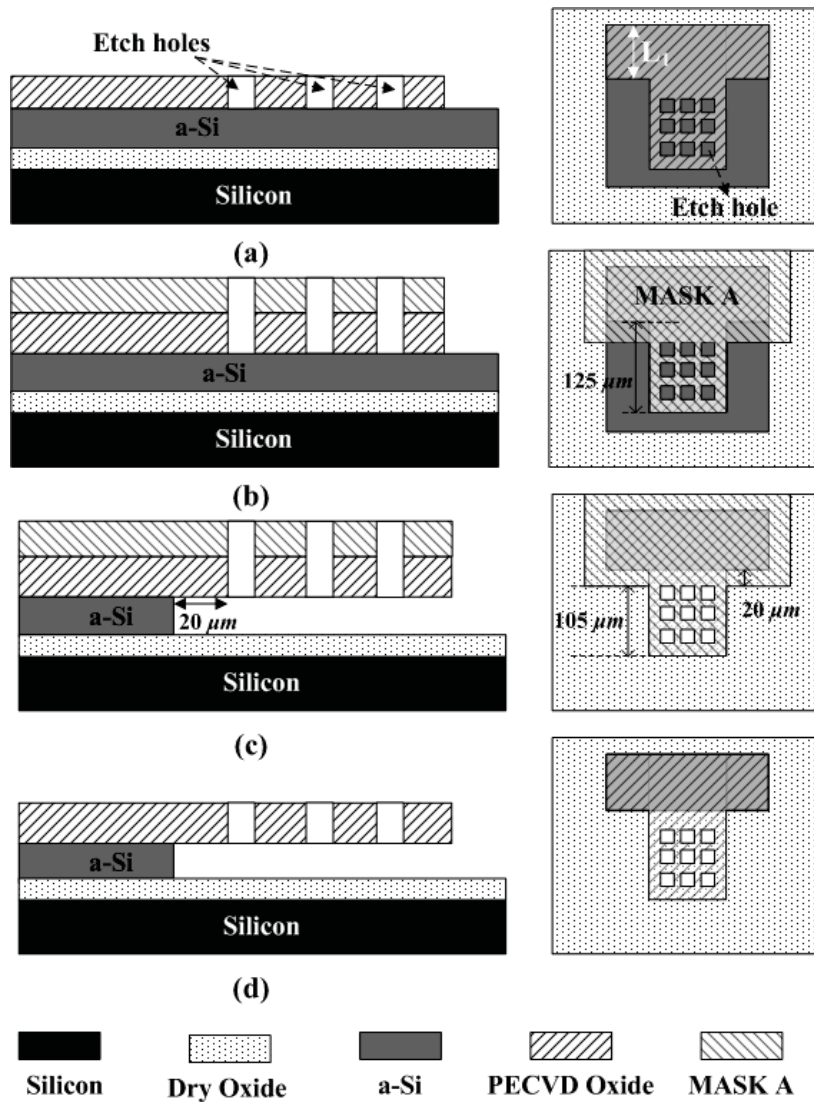 Etch holes
a-Si
Silicon
L1
Etch hole
(a)
a-Si
Silicon
MASK A
125 µm
(b)
a-Si
20 µm
Silicon
105 µm
20 µm
(c)
a-Si
Silicon
(d)
Silicon
Dry Oxide
a-Si
PECVD Oxide
MASK A